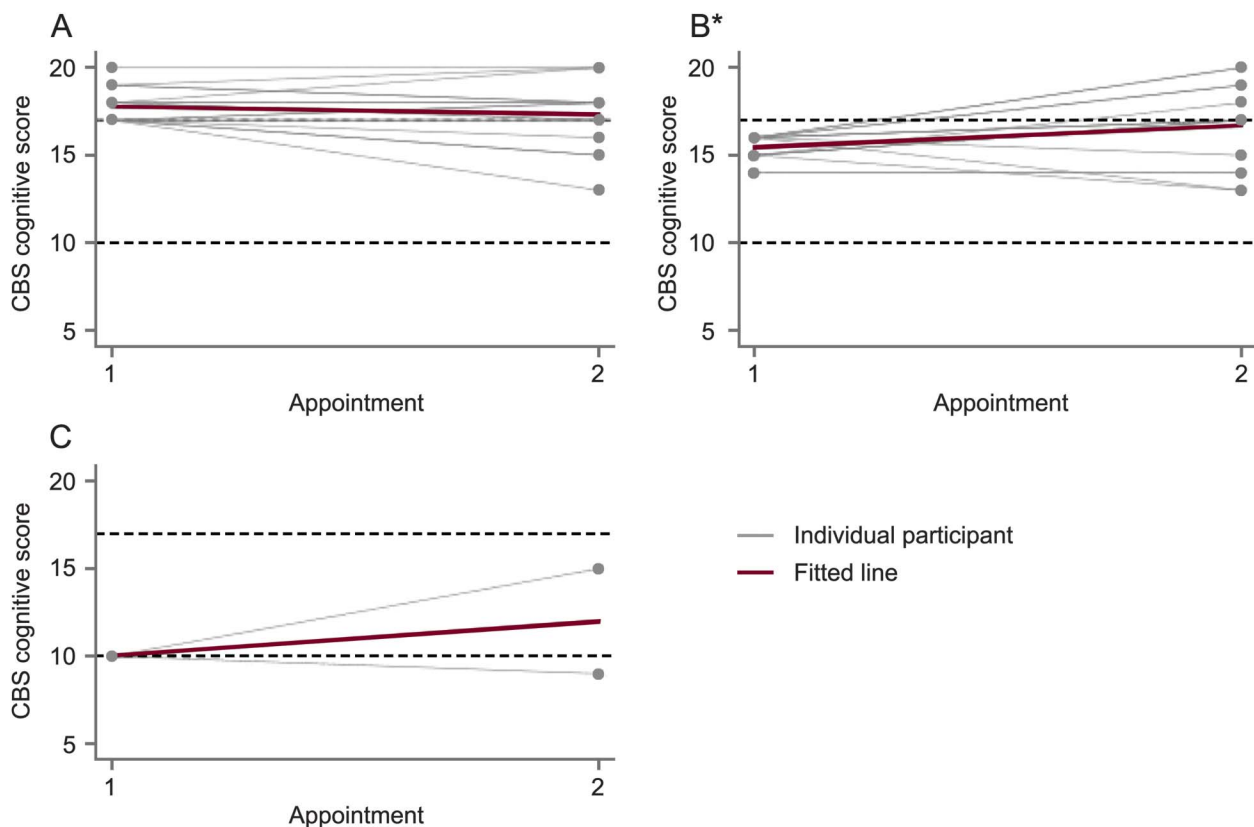 A
CBS cognitive score
20
15
10
5
1 2
Appointment
B*
CBS cognitive score
20
15
10
5
1 2
Appointment
C
CBS cognitive score
20
15
10
5
1 2
Appointment
Individual participant
Fitted line